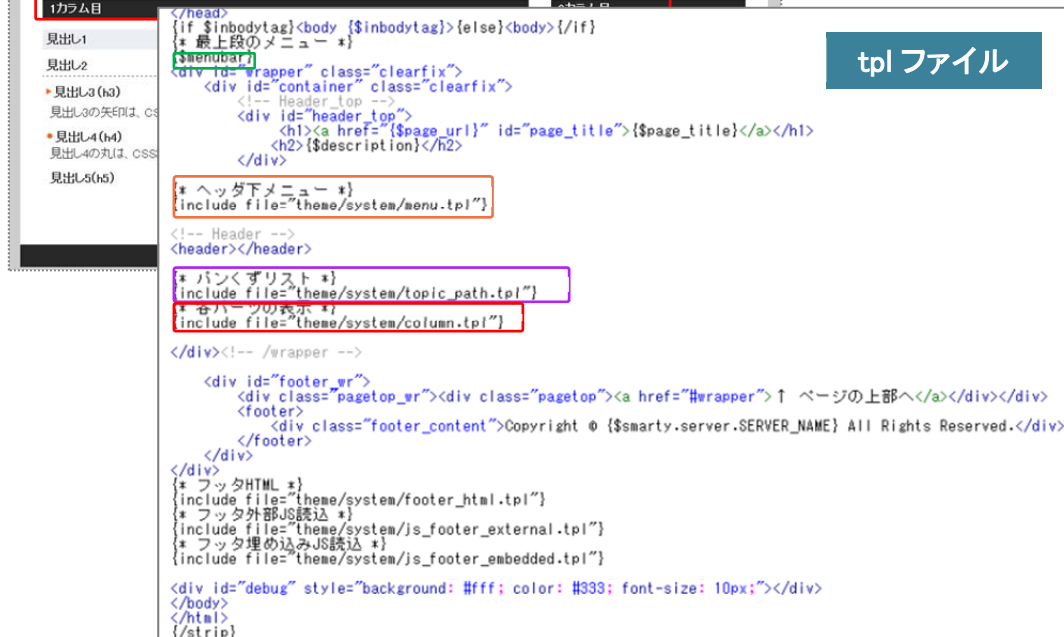 1カラム目
見出し1
見出し2
見出し3(h3)
見出し3の矢印は、CS
見出し4(h4)
見出し4の丸は、CSS
見出し5(h5)
tpl ファイル
</head>
{if $inbodytag}<body {$inbodytag}>{else}<body>{/if}
{* 最上段のメニュー *}
{$menubar}
<div id="wrapper" class="clearfix">
<div id="container" class="clearfix">
<!-- Header_top -->
<div id="header_top">
<h1><a href="{$page_url}" id="page_title">{$page_title}</a></h1>
<h2>{$description}</h2>
</div>
{* ヘッダ下メニュー *}
{include file="theme/system/menu.tpl"}
<!-- Header -->
<header></header>
{* パンくずリスト *}
{include file="theme/system/topic_path.tpl"}
{* 各パーツの表示 *}
{include file="theme/system/column.tpl"}
</div><!-- /wrapper -->
<div id="footer_wr">
<div class="pagetop_wr"><div class="pagetop"><a href="#wrapper">↑ ページの上部へ</a></div></div>
<footer>
<div class="footer_content">Copyright © {$smarty.server.SERVER_NAME} All Rights Reserved.</div>
</footer>
</div>
</div>
{* フッタHTML *}
{include file="theme/system/footer_html.tpl"}
{* フッタ外部JS読込 *}
{include file="theme/system/js_footer_external.tpl"}
{* フッタ埋め込みJS読込 *}
{include file="theme/system/js_footer_embedded.tpl"}
<div id="debug" style="background: #fff; color: #333; font-size: 10px;"></div>
</body>
</html>
{/strip}